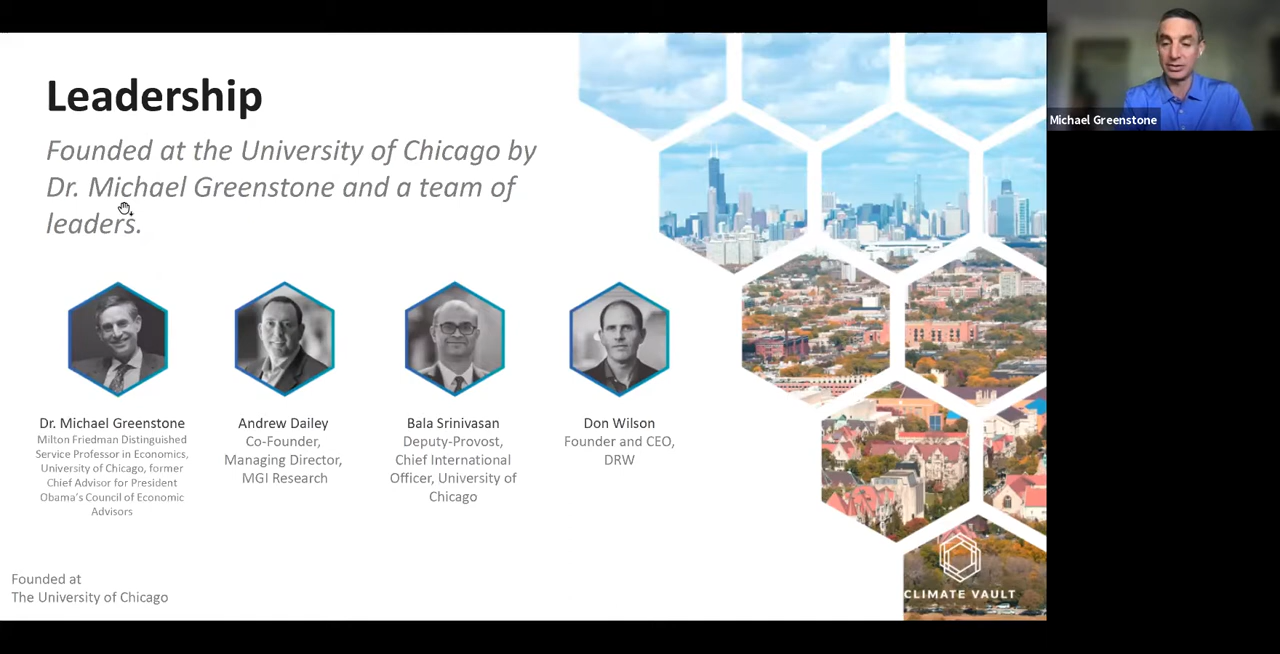 Leadership
Founded at the University of Chicago by
Dr. Michael Greenstone and a team of
leaders.
Dr. Michael Greenstone
Milton Friedman Distinguished
Service Professor in Economics,
University of Chicago, former
Chief Advisor for President
Obama's Council of Economic
Advisors
Andrew Dailey
Co-Founder,
Managing Director,
MGI Research
Bala Srinivasan
Deputy-Provost,
Chief International
Officer, University of
Chicago
Don Wilson
Founder and CEO,
DRW
Founded at
The University of Chicago
CLIMATE VAULT
Michael Greenstone